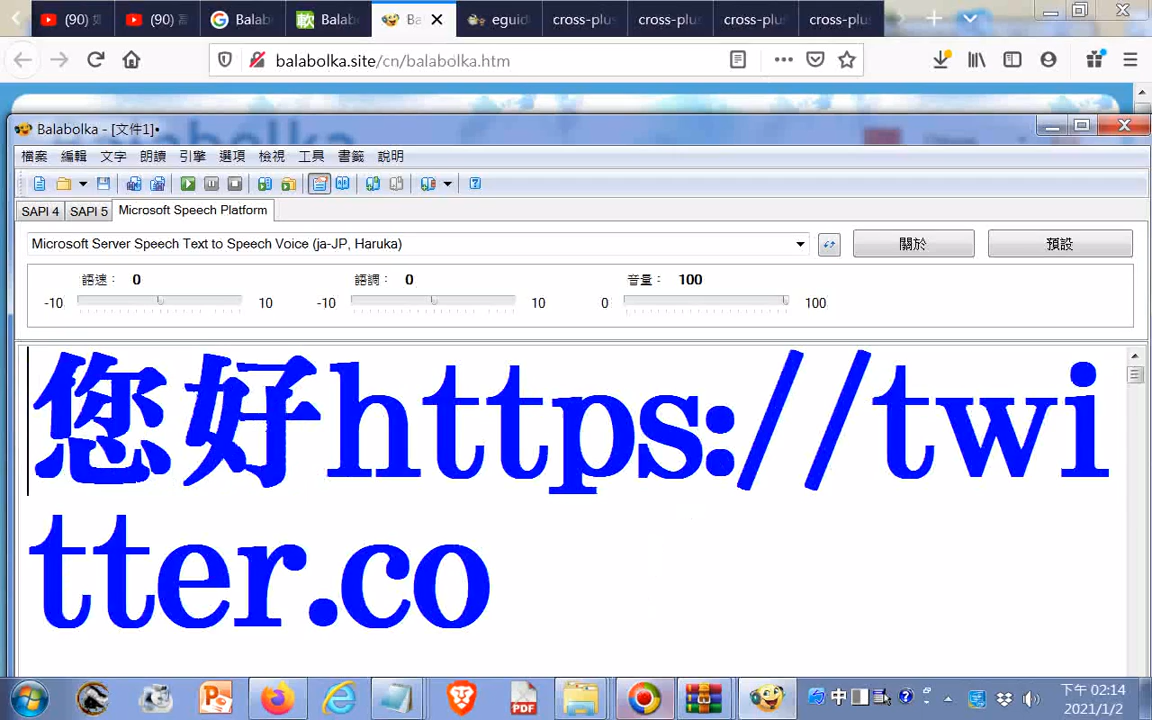 (90)
(90)
Balab
Balab
Ba
eguid
cross-plu
cross-plu
cross-plu
cross-plu
balabolka.site/cn/balabolka.htm
Balabolka - [文件1]•
檔案 編輯 文字 朗讀 引擎 選項 檢視 工具 書籤 說明
SAPI 4 SAPI 5 Microsoft Speech Platform
Microsoft Server Speech Text to Speech Voice (ja-JP, Haruka)
關於
預設
語速： 0
語調： 0
音量： 100
-10 10
-10 10
0 100
您好https://twi
tter.co
中
下午 02:14
2021/1/2